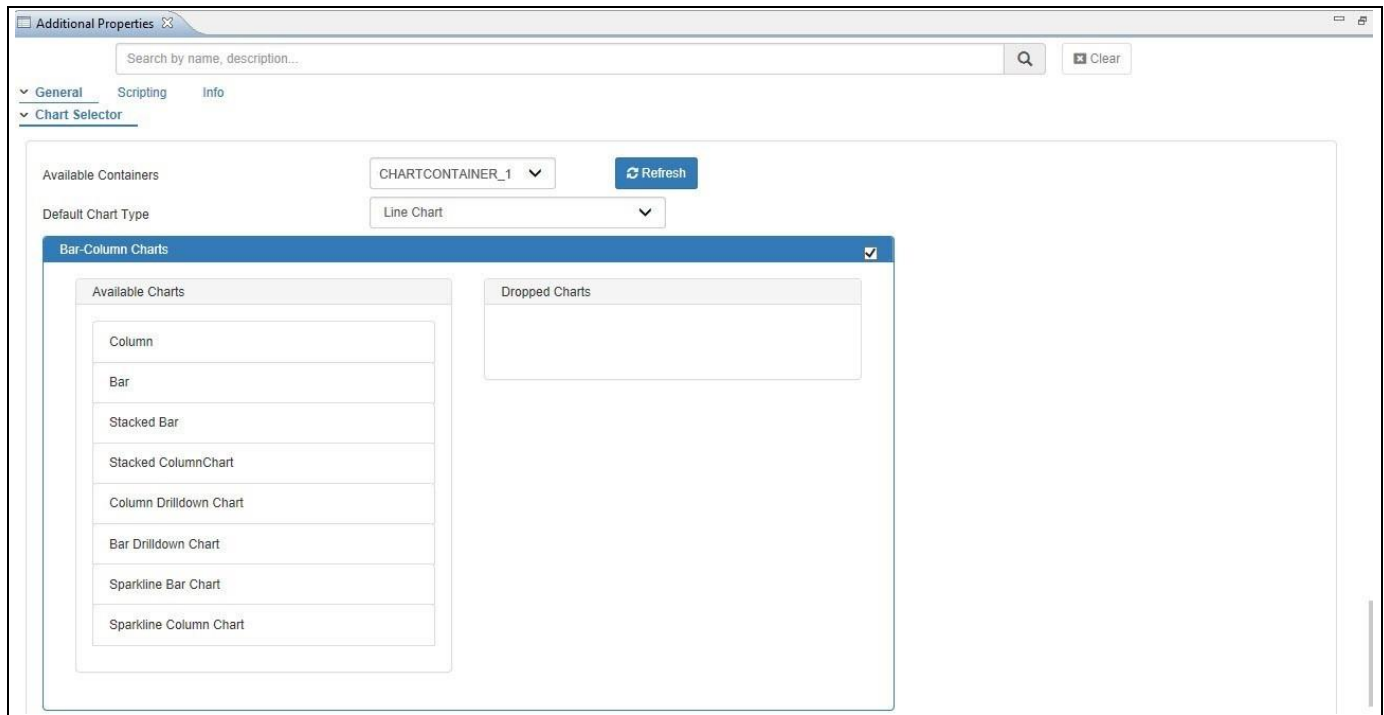 Additional Properties
Search by name, description...
Clear
General Scripting Info
Chart Selector
Available Containers CHARTCONTAINER_1 Refresh
Default Chart Type Line Chart
Bar-Column Charts
Available Charts Dropped Charts
Column
Bar
Stacked Bar
Stacked ColumnChart
Column Drilldown Chart
Bar Drilldown Chart
Sparkline Bar Chart
Sparkline Column Chart